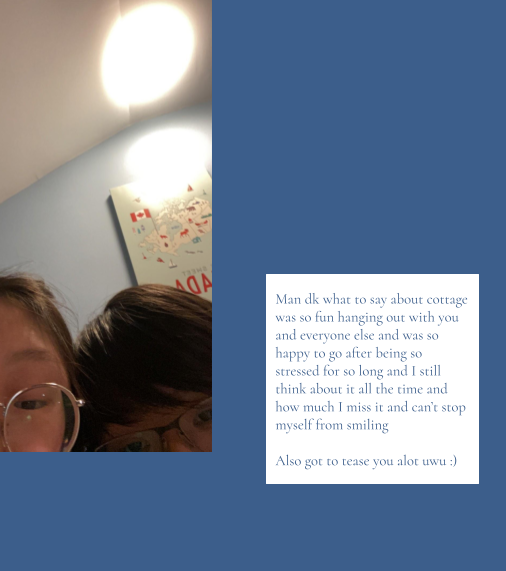 ADA
Man dk what to say about cottage
was so fun hanging out with you
and everyone else and was so
happy to go after being so
stressed for so long and I still
think about it all the time and
how much I miss it and can't stop
myself from smiling
Also got to tease you alot uwu :)